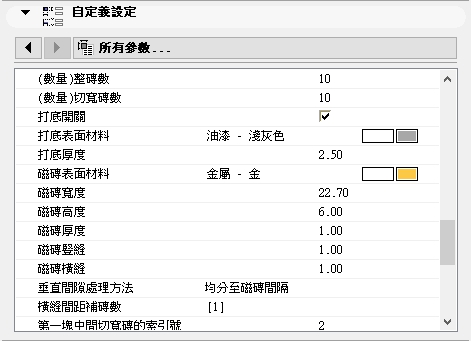 自定義設定
所有參數...
(數量)整磚數 10
(數量)切寬磚數 10
打底開關
打底表面材料 油漆 - 淺灰色
打底厚度 2.50
磁磚表面材料 金屬 - 金
磁磚寬度 22.70
磁磚高度 6.00
磁磚厚度 1.00
磁磚豎縫 1.00
磁磚橫縫 1.00
垂直間隙處理方法 均分至磁磚間隔
橫縫間距補磚數 [1]
第一塊中間切寬磚的索引號 2